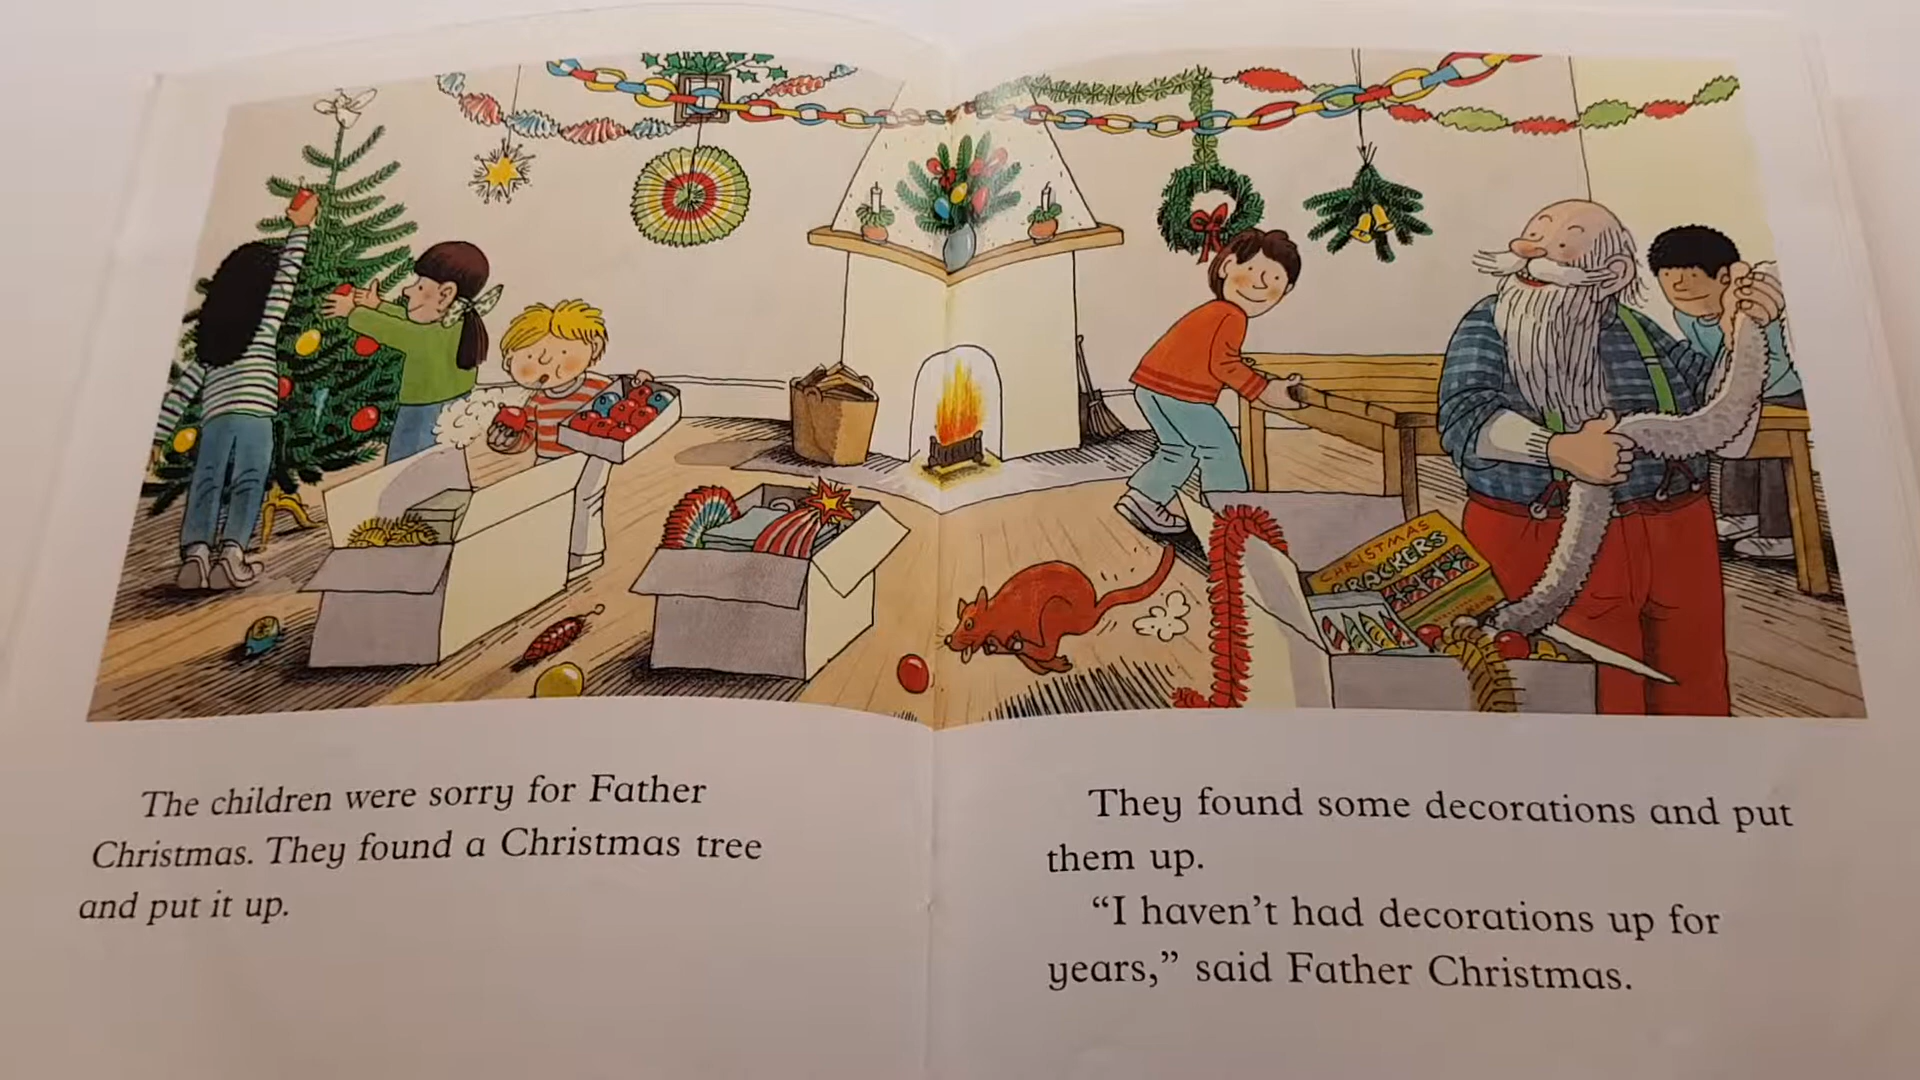 The children were sorry for Father
Christmas. They found a Christmas tree
and put it up.
They found some decorations and put
them up.
“I haven’t had decorations up for
years,” said Father Christmas.
CHRISTMAS
CRACKERS